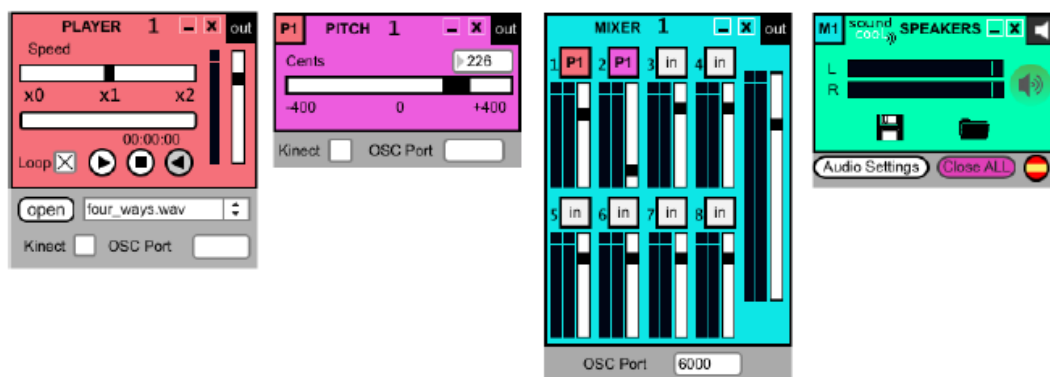 PLAYER 1 out
Speed
x0 x1 x2
00:00:00
Loop
open four_ways.wav
Kinect OSC Port
P1 PITCH 1 out
Cents 226
-400 0 +400
Kinect OSC Port
MIXER 1 out
1 P1 2 P1 3 in 4 in
5 in 6 in 7 in 8 in
OSC Port 6000
M1 sound cool SPEAKERS
L
R
Audio Settings Close ALL